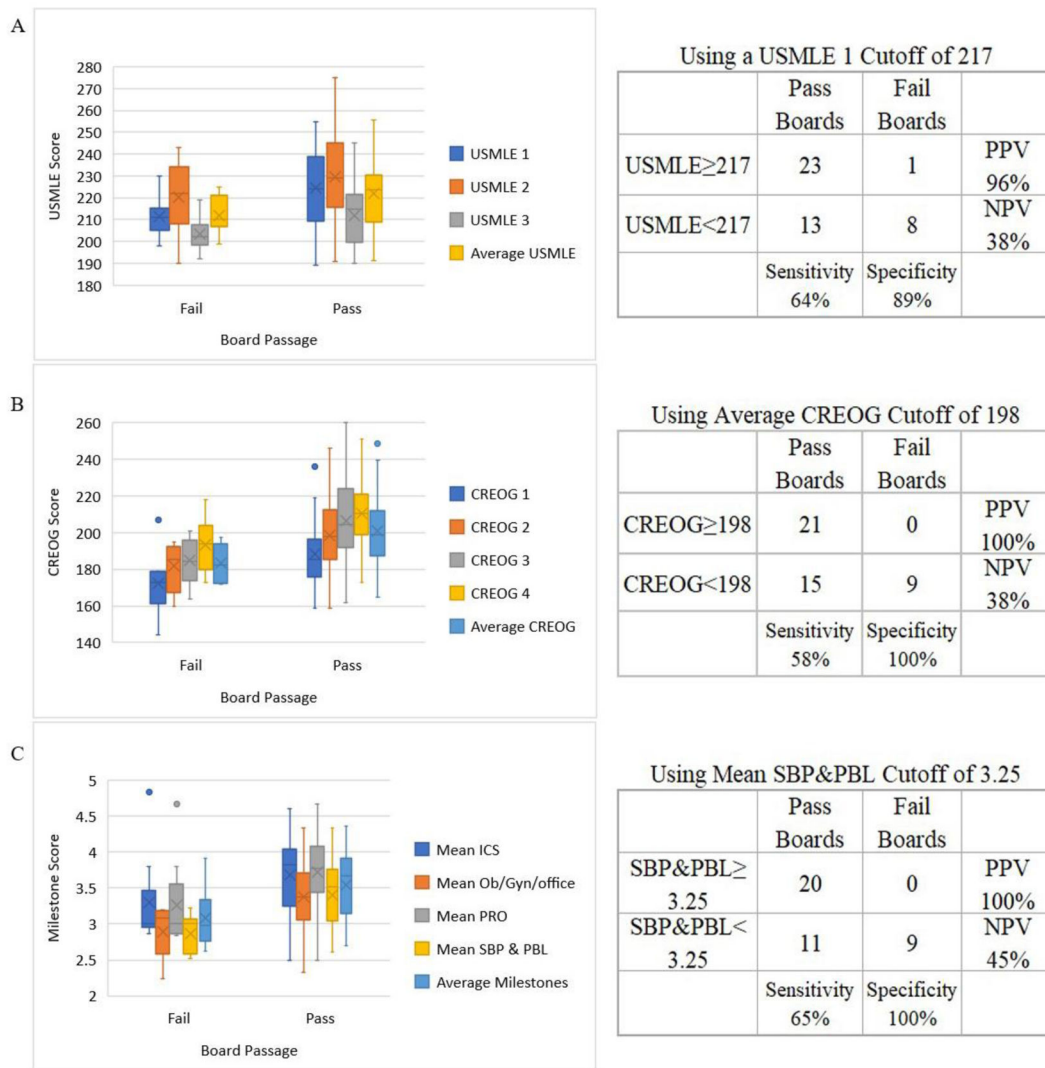 A
USMLE Score
280
270
260
250
240
230
220
210
200
190
180
Fail
Pass
Board Passage
USMLE 1
USMLE 2
USMLE 3
Average USMLE
Using a USMLE 1 Cutoff of 217
Pass Boards Fail Boards
USMLE≥217 23 1 PPV 96%
USMLE<217 13 8 NPV 38%
Sensitivity 64% Specificity 89%
B
CREOG Score
260
240
220
200
180
160
140
Fail
Pass
Board Passage
CREOG 1
CREOG 2
CREOG 3
CREOG 4
Average CREOG
Using Average CREOG Cutoff of 198
Pass Boards Fail Boards
CREOG≥198 21 0 PPV 100%
CREOG<198 15 9 NPV 38%
Sensitivity 58% Specificity 100%
C
Milestone Score
5
4.5
4
3.5
3
2.5
2
Fail
Pass
Board Passage
Mean ICS
Mean Ob/Gyn/office
Mean PRO
Mean SBP & PBL
Average Milestones
Using Mean SBP&PBL Cutoff of 3.25
Pass Boards Fail Boards
SBP&PBL≥ 3.25 20 0 PPV 100%
SBP&PBL< 3.25 11 9 NPV 45%
Sensitivity 65% Specificity 100%